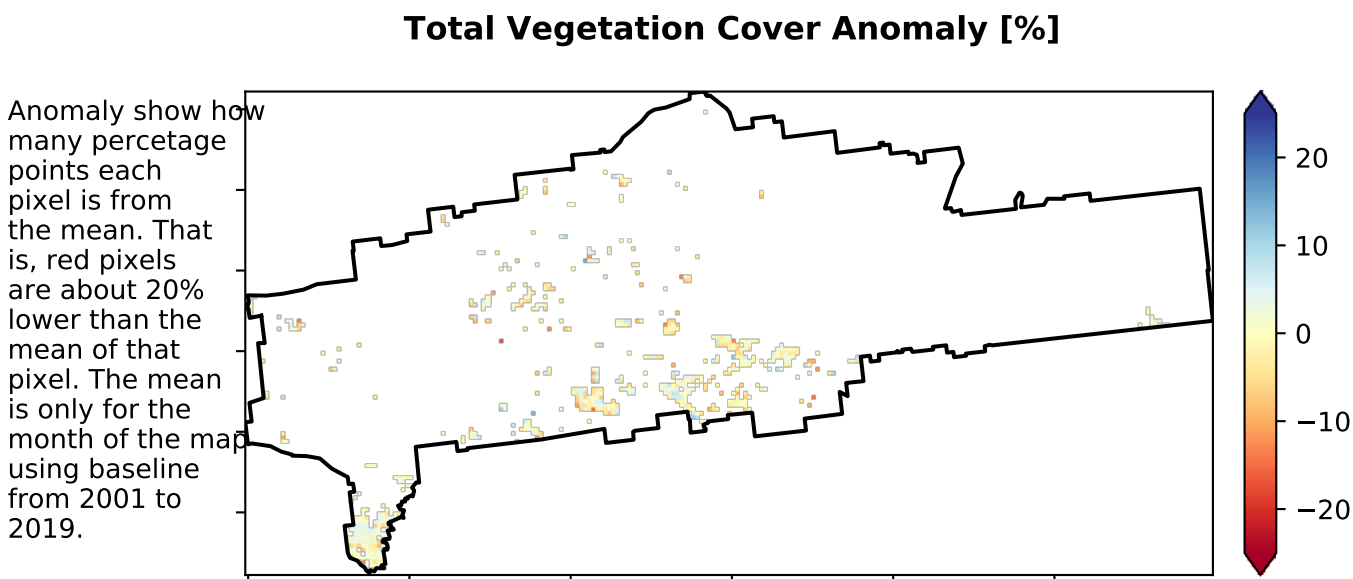 Total Vegetation Cover Anomaly [%]
Anomaly show how
many percetage
points each
pixel is from
the mean. That
is, red pixels
are about 20%
lower than the
mean of that
pixel. The mean
is only for the
month of the map
using baseline
from 2001 to
2019.
20
10
0
−10
−20